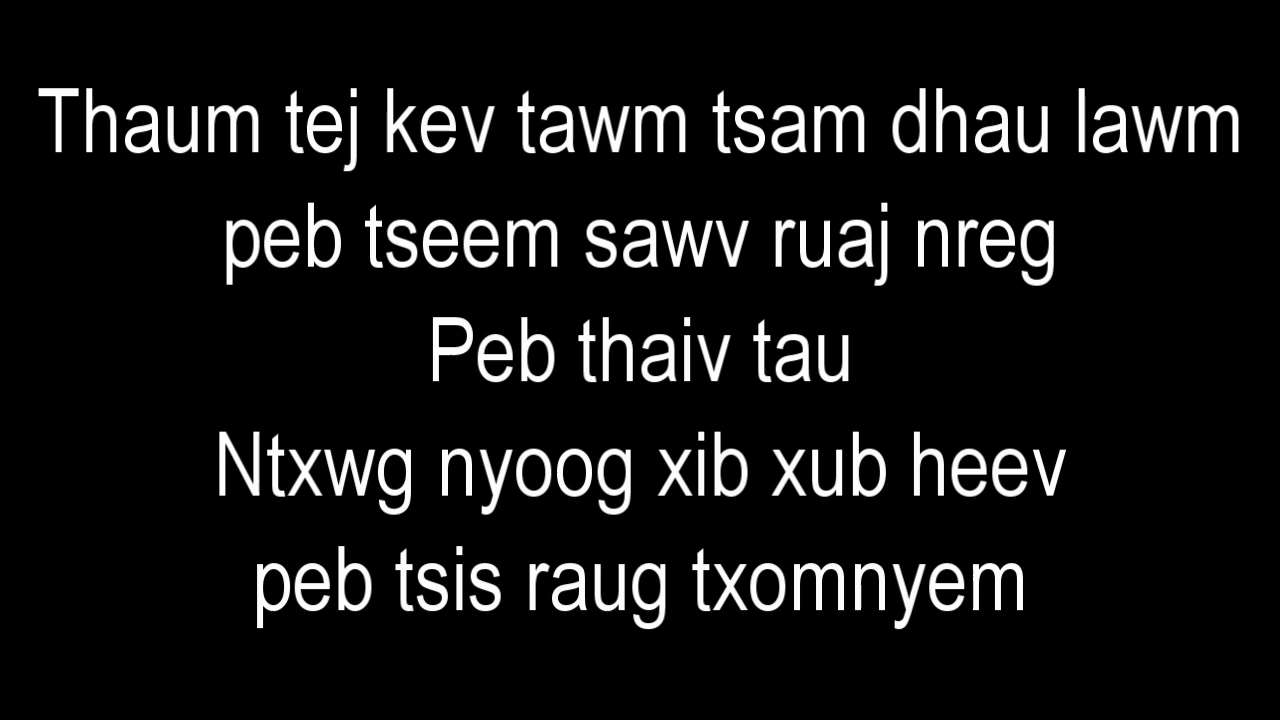 Thaum tej kev tawm tsam dhau lawm
peb tseem sawv ruaj nreg
Peb thaiv tau
Ntxwg nyoog xib xub heev
peb tsis raug txomnyem